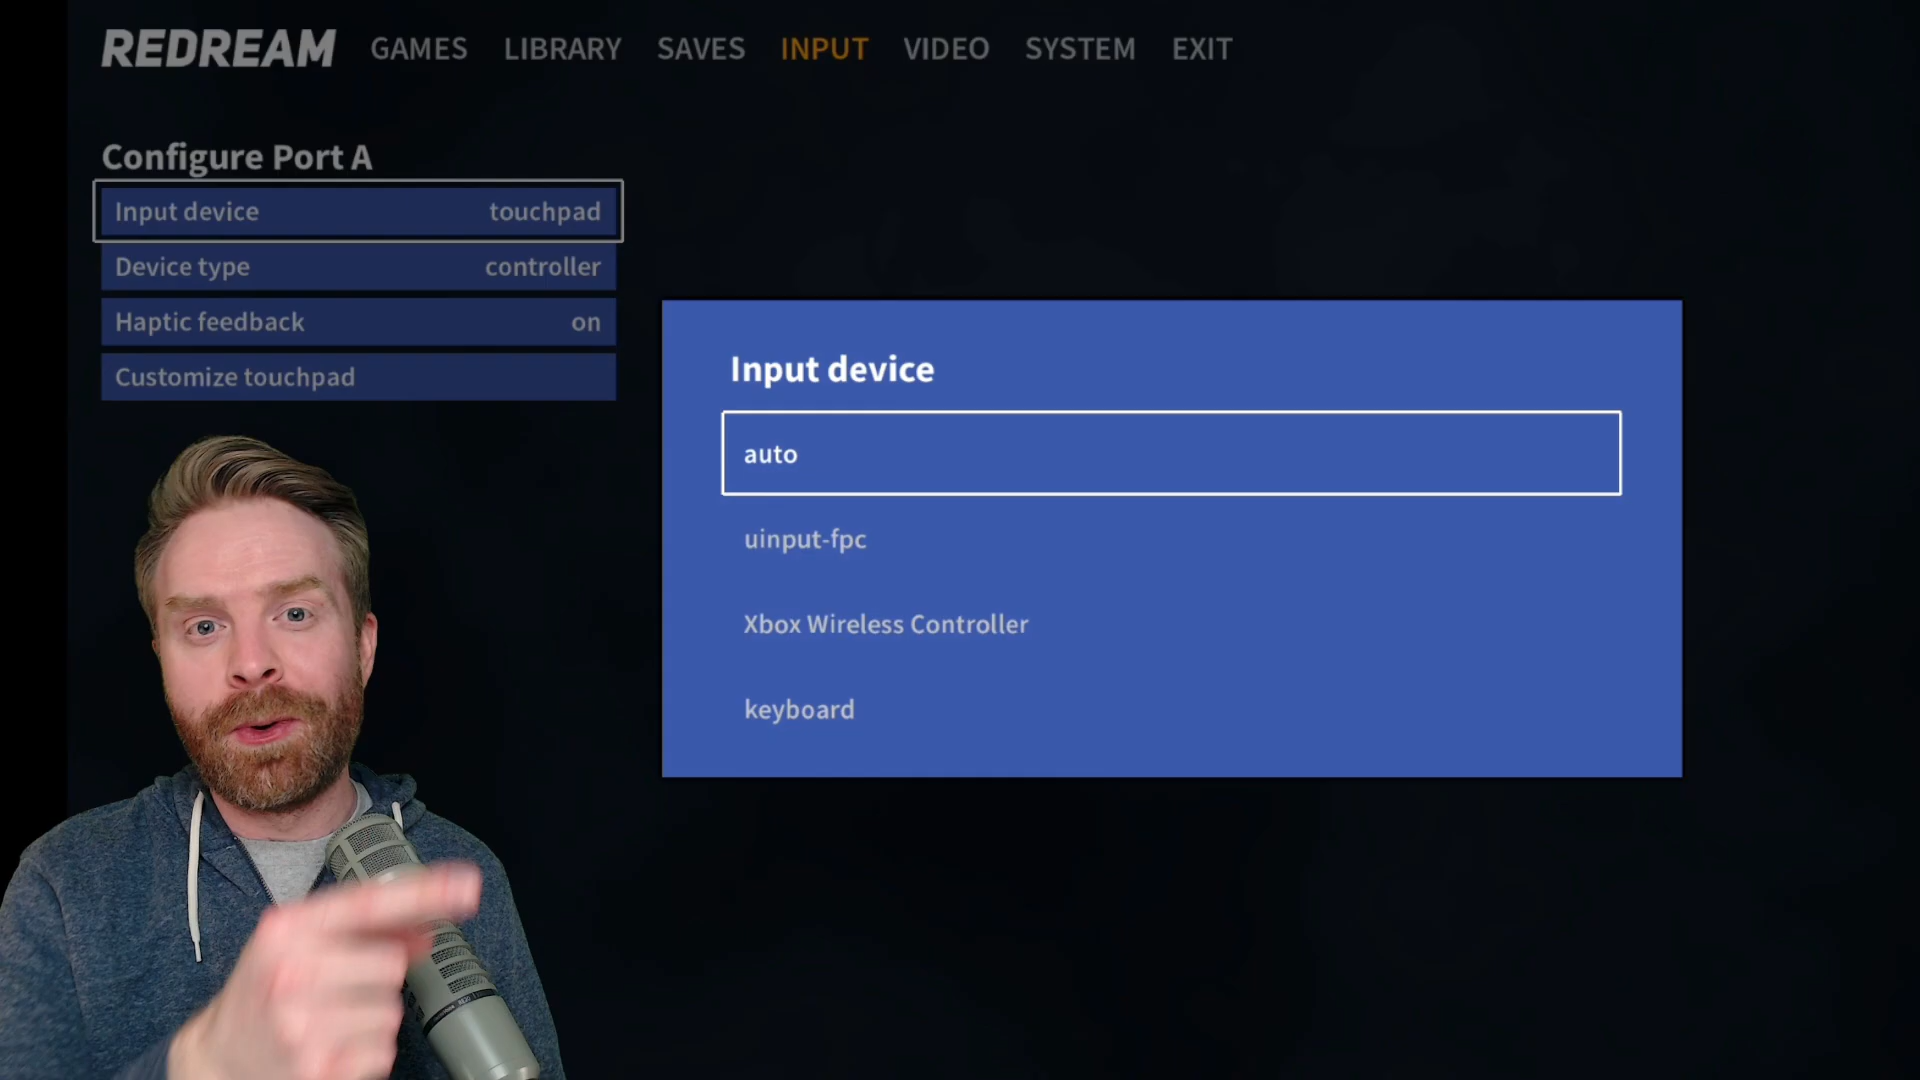 REDREAM GAMES LIBRARY SAVES INPUT VIDEO SYSTEM EXIT
Configure Port A
Input device touchpad
Device type controller
Haptic feedback on
Customize touchpad
Input device
auto
uinput-fpc
Xbox Wireless Controller
keyboard